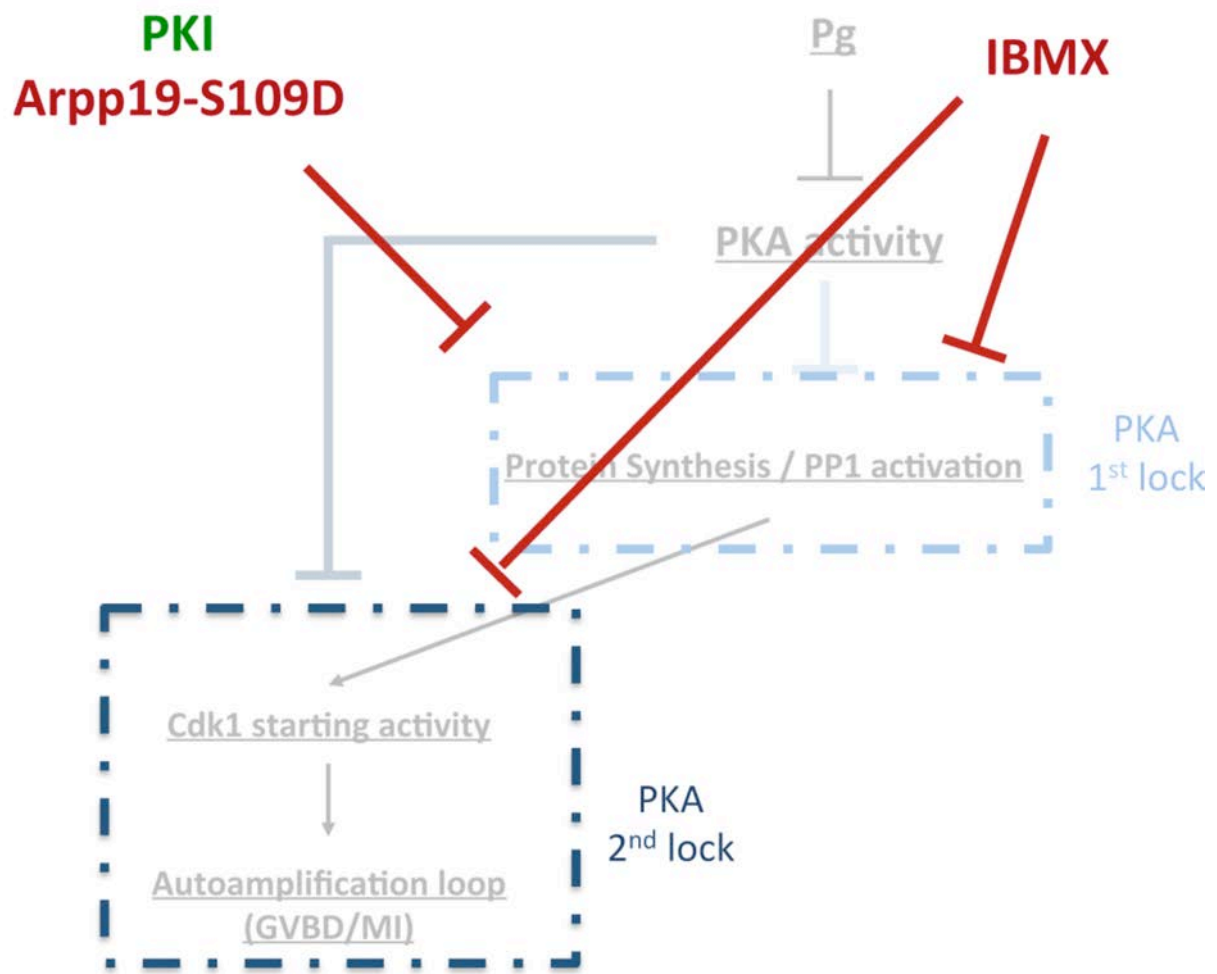 PKI
Arpp19-S109D
Pg
IBMX
PKA activity
Protein Synthesis / PP1 activation
PKA
1st lock
Cdk1 starting activity
Autoamplification loop
(GVBD/MI)
PKA
2nd lock